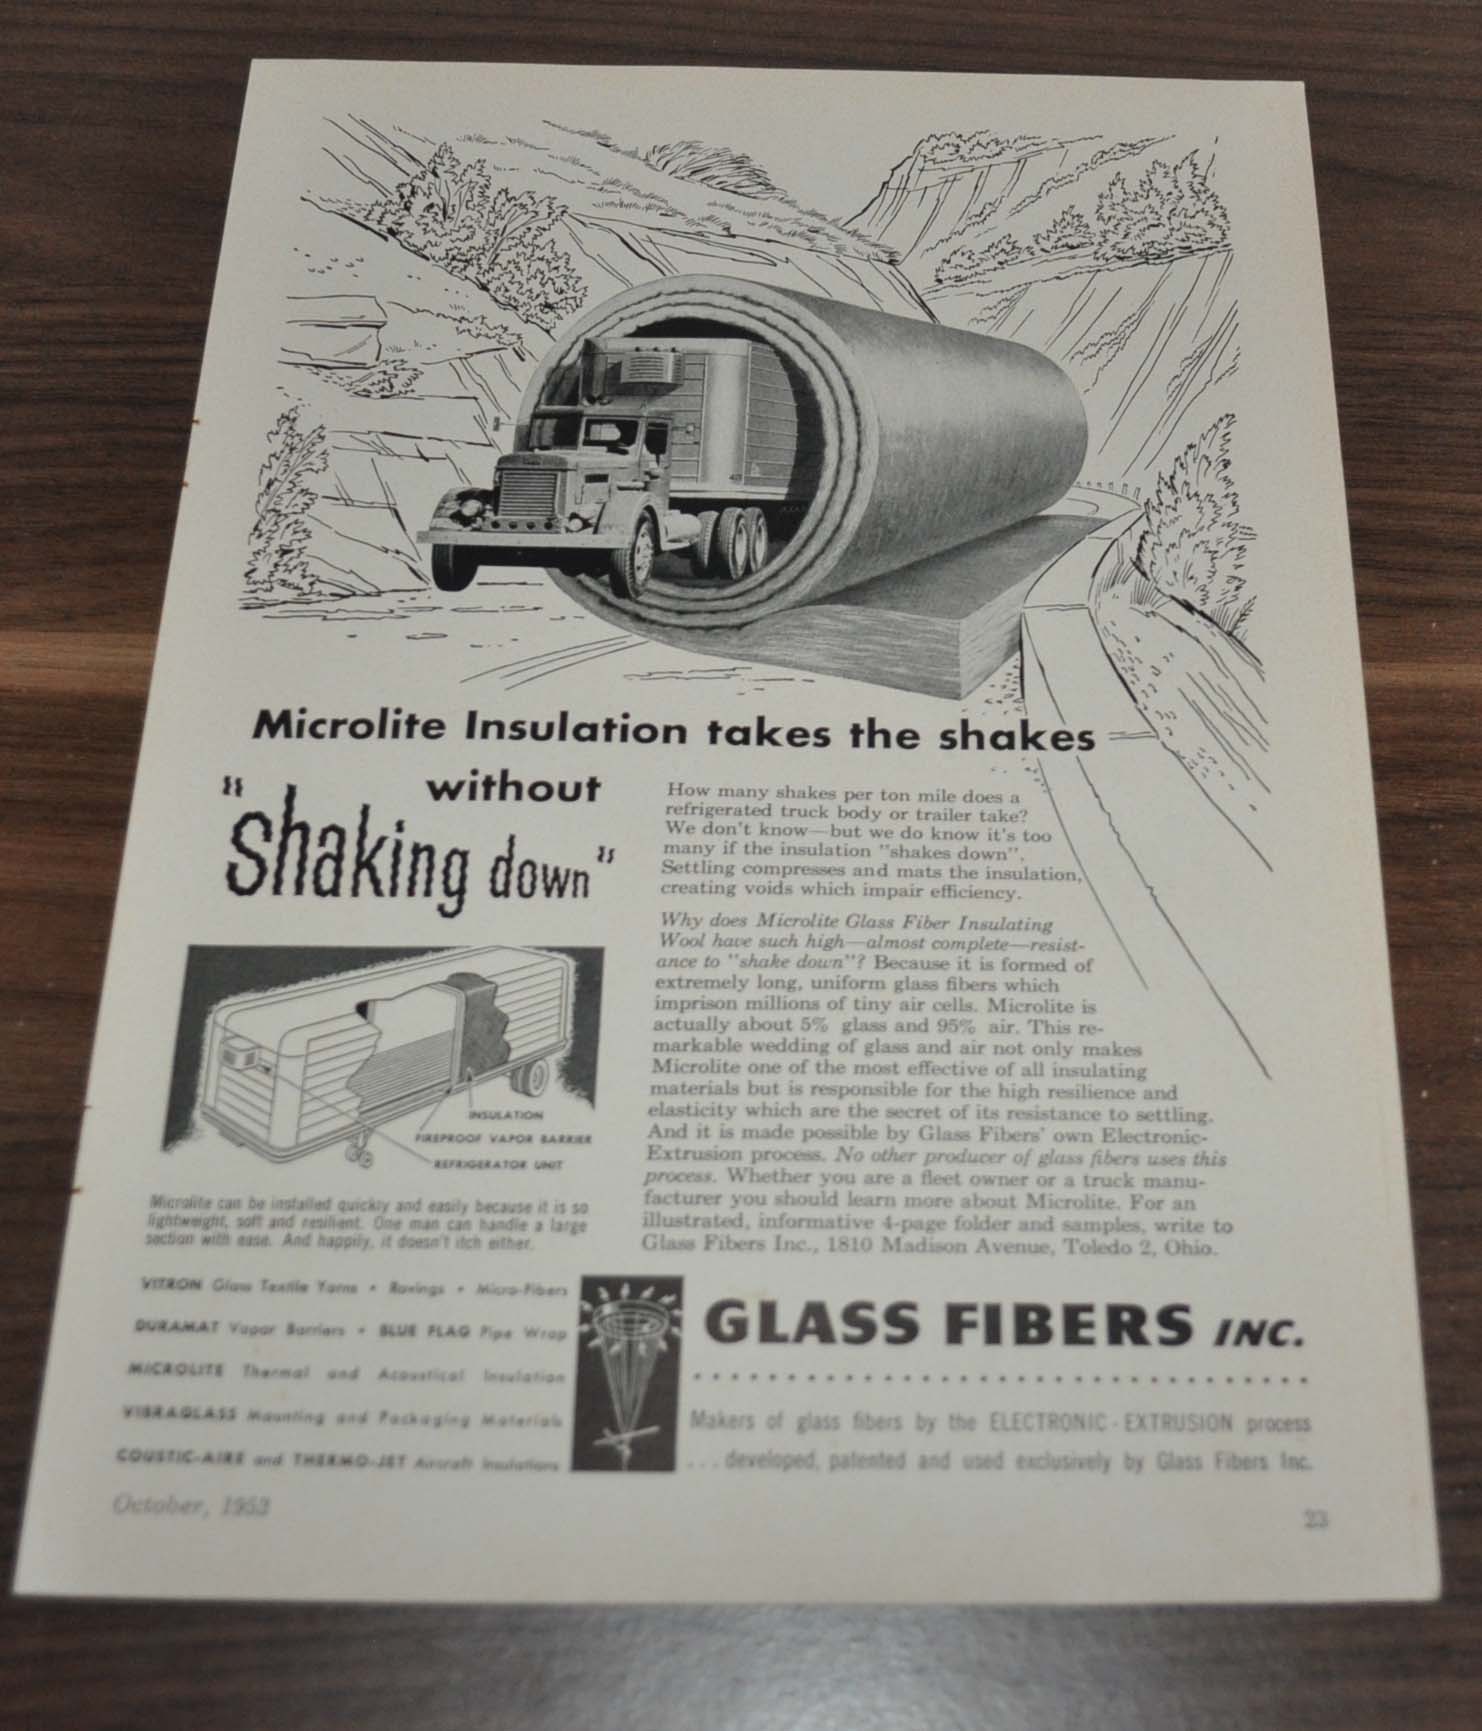 Microlite Insulation takes the shakes
without
"shaking down"
How many shakes per ton mile does a
refrigerated truck body or trailer take?
We don't know—but we do know it's too
many if the insulation "shakes down".
Settling compresses and mats the insulation,
creating voids which impair efficiency.
Why does Microlite Glass Fiber Insulating
Wool have such high—almost complete—resist-
ance to "shake down"? Because it is formed of
extremely long, uniform glass fibers which
imprison millions of tiny air cells. Microlite is
actually about 5% glass and 95% air. This re-
markable wedding of glass and air not only makes
Microlite one of the most effective of all insulating
materials but is responsible for the high resilience and
elasticity which are the secret of its resistance to settling.
And it is made possible by Glass Fibers' own Electronic-
Extrusion process. No other producer of glass fibers uses this
process. Whether you are a fleet owner or a truck manu-
facturer you should learn more about Microlite. For an
illustrated, informative 4-page folder and samples, write to
Glass Fibers Inc., 1810 Madison Avenue, Toledo 2, Ohio.
INSULATION
FIREPROOF VAPOR BARRIER
REFRIGERATOR UNIT
Microlite can be installed quickly and easily because it is so
lightweight, soft and resilient. One man can handle a large
section with ease. And happily, it doesn't itch either.
VITRON Glass Textile Yarns • Rovings • Micro-Fibers
DURAMAT Vapor Barriers • BLUE FLAG Pipe Wrap
MICROLITE Thermal and Acoustical Insulation
VIBRAGLASS Mounting and Packaging Materials
COUSTIC-AIRE and THERMO-JET Aircraft Insulations
GLASS FIBERS INC.
Makers of glass fibers by the ELECTRONIC-EXTRUSION process
...developed, patented and used exclusively by Glass Fibers Inc.
October, 1953
23